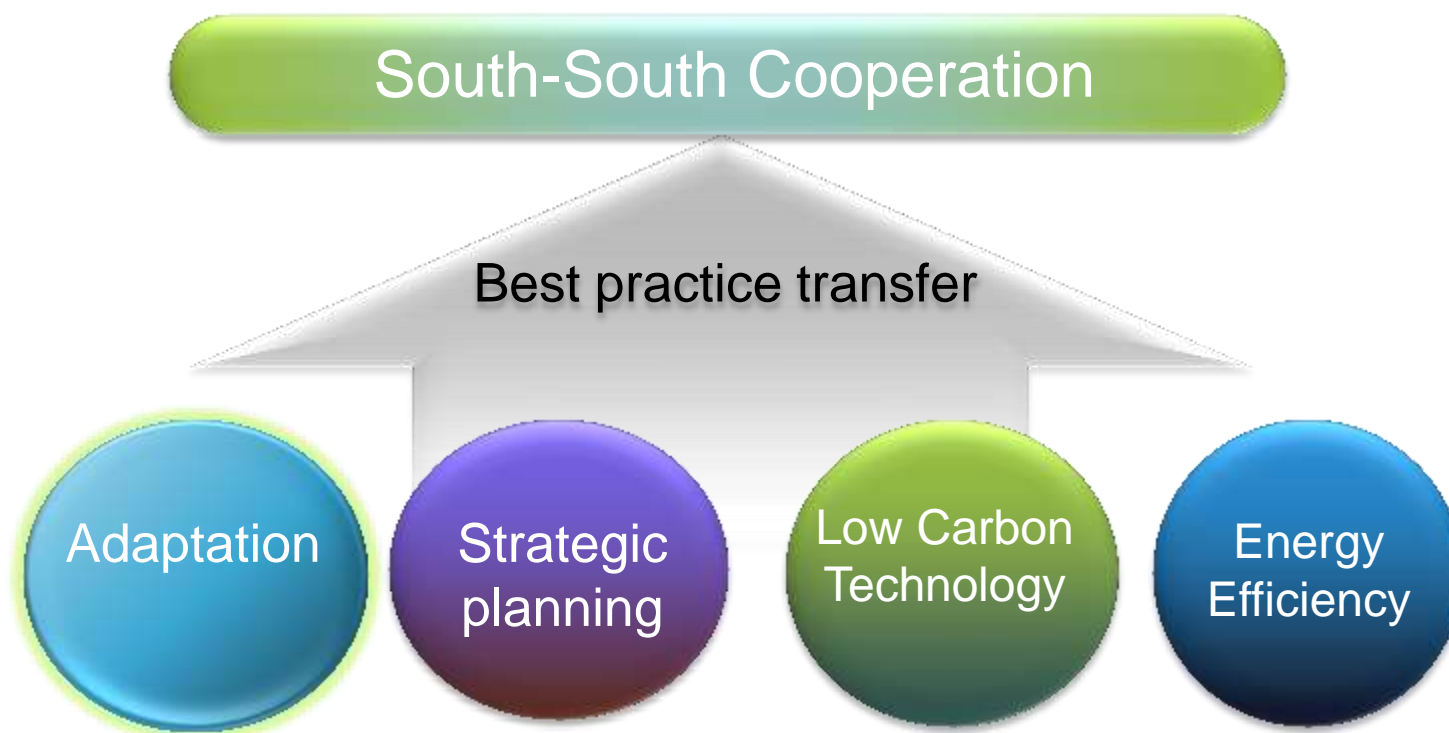 South-South Cooperation
Best practice transfer
Adaptation
Strategic
planning
Low Carbon
Technology
Energy
Efficiency